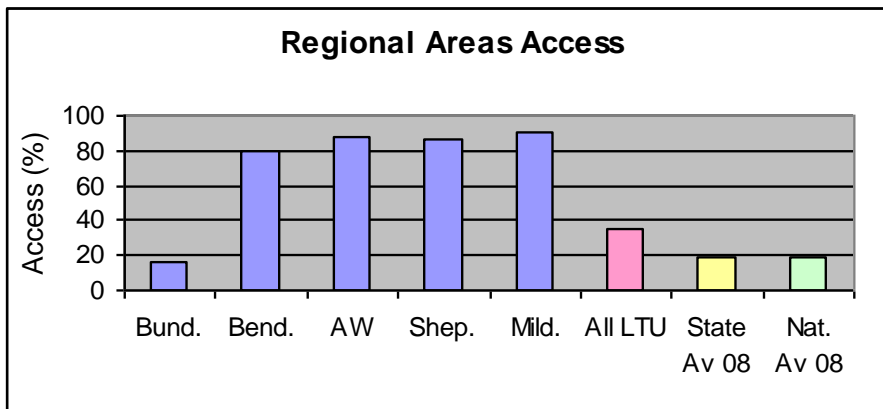 Regional Areas Access
Access (%)
100
80
60
40
20
0
Bund. Bend. AW Shep. Mild. All LTU State Nat.
Av 08 Av 08